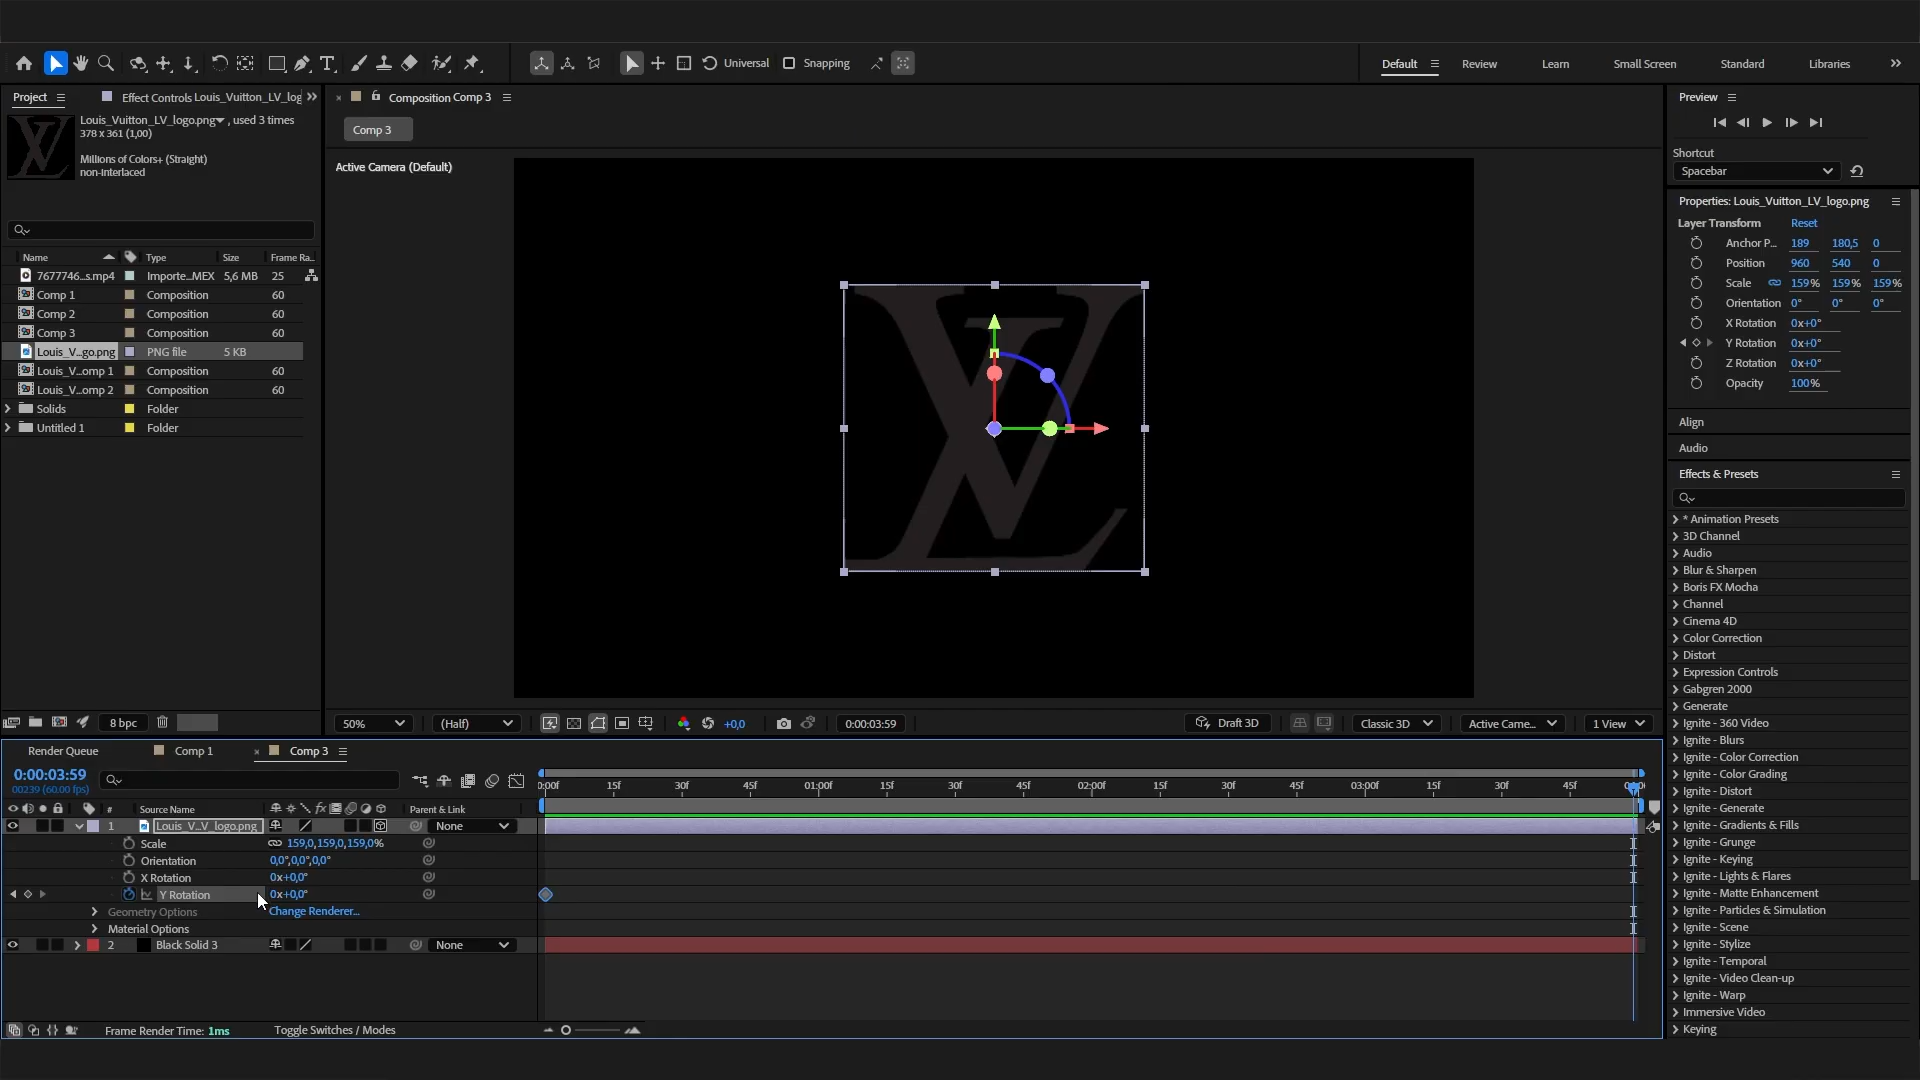 Universal
Snapping
Default
Review
Learn
Small Screen
Standard
Libraries
Project
Effect Controls Louis_Vuitton_LV_log
Louis_Vuitton_LV_logo.png , used 3 times
378 x 361 (1,00)
Millions of Colors+ (Straight)
non-interlaced
Name Type Size Frame Ra..
7677746...s.mp4 Importe...MEX 5,6 MB 25
Comp 1 Composition 60
Comp 2 Composition 60
Comp 3 Composition 60
Louis_V...go.png PNG file 5 KB
Louis_V...omp 1 Composition 60
Louis_V...omp 2 Composition 60
Solids Folder
Untitled 1 Folder
8 bpc
Composition Comp 3
Comp 3
Active Camera (Default)
50%
(Half)
+0,0
0:00:03:59
Draft 3D
Classic 3D
Active Came...
1 View
Preview
Shortcut
Spacebar
Properties: Louis_Vuitton_LV_logo.png
Layer Transform Reset
Anchor P... 189 180,5 0
Position 960 540 0
Scale 159% 159% 159%
Orientation 0° 0° 0°
X Rotation 0x+0°
Y Rotation 0x+0°
Z Rotation 0x+0°
Opacity 100%
Align
Audio
Effects & Presets
* Animation Presets
3D Channel
Audio
Blur & Sharpen
Boris FX Mocha
Channel
Cinema 4D
Color Correction
Distort
Expression Controls
Gabgren 2000
Generate
Ignite - 360 Video
Ignite - Blurs
Ignite - Color Correction
Ignite - Color Grading
Ignite - Distort
Ignite - Generate
Ignite - Gradients & Fills
Ignite - Grunge
Ignite - Keying
Ignite - Lights & Flares
Ignite - Matte Enhancement
Ignite - Particles & Simulation
Ignite - Scene
Ignite - Stylize
Ignite - Temporal
Ignite - Video Clean-up
Ignite - Warp
Immersive Video
Keying
Render Queue
Comp 1
Comp 3
0:00:03:59
00239 (60.00 fps)
15f 30f 45f 01:00f 15f 30f 45f 02:00f 15f 30f 45f 03:00f 15f 30f 45f
# Source Name fx Parent & Link
1 Louis_V...V_logo.png None
Scale 159,0,159,0,159,0%
Orientation 0,0°,0,0°,0,0°
X Rotation 0x+0,0°
Y Rotation 0x+0,0°
Geometry Options Change Renderer...
Material Options
2 Black Solid 3 None
Frame Render Time: 1ms
Toggle Switches / Modes